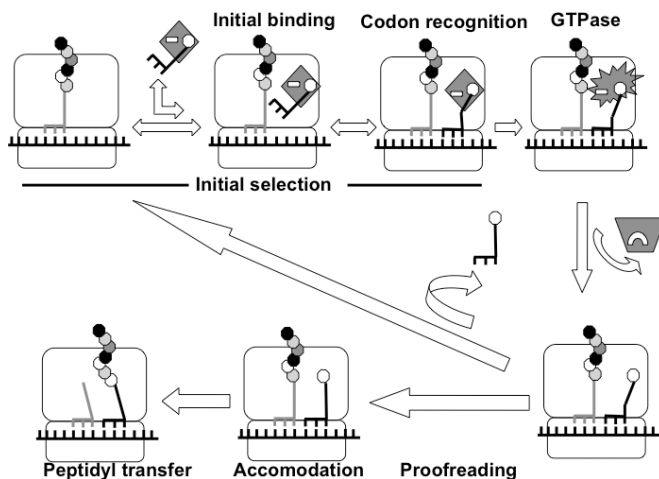 Initial binding
Codon recognition
GTPase
Initial selection
Peptidyl transfer
Accomodation
Proofreading